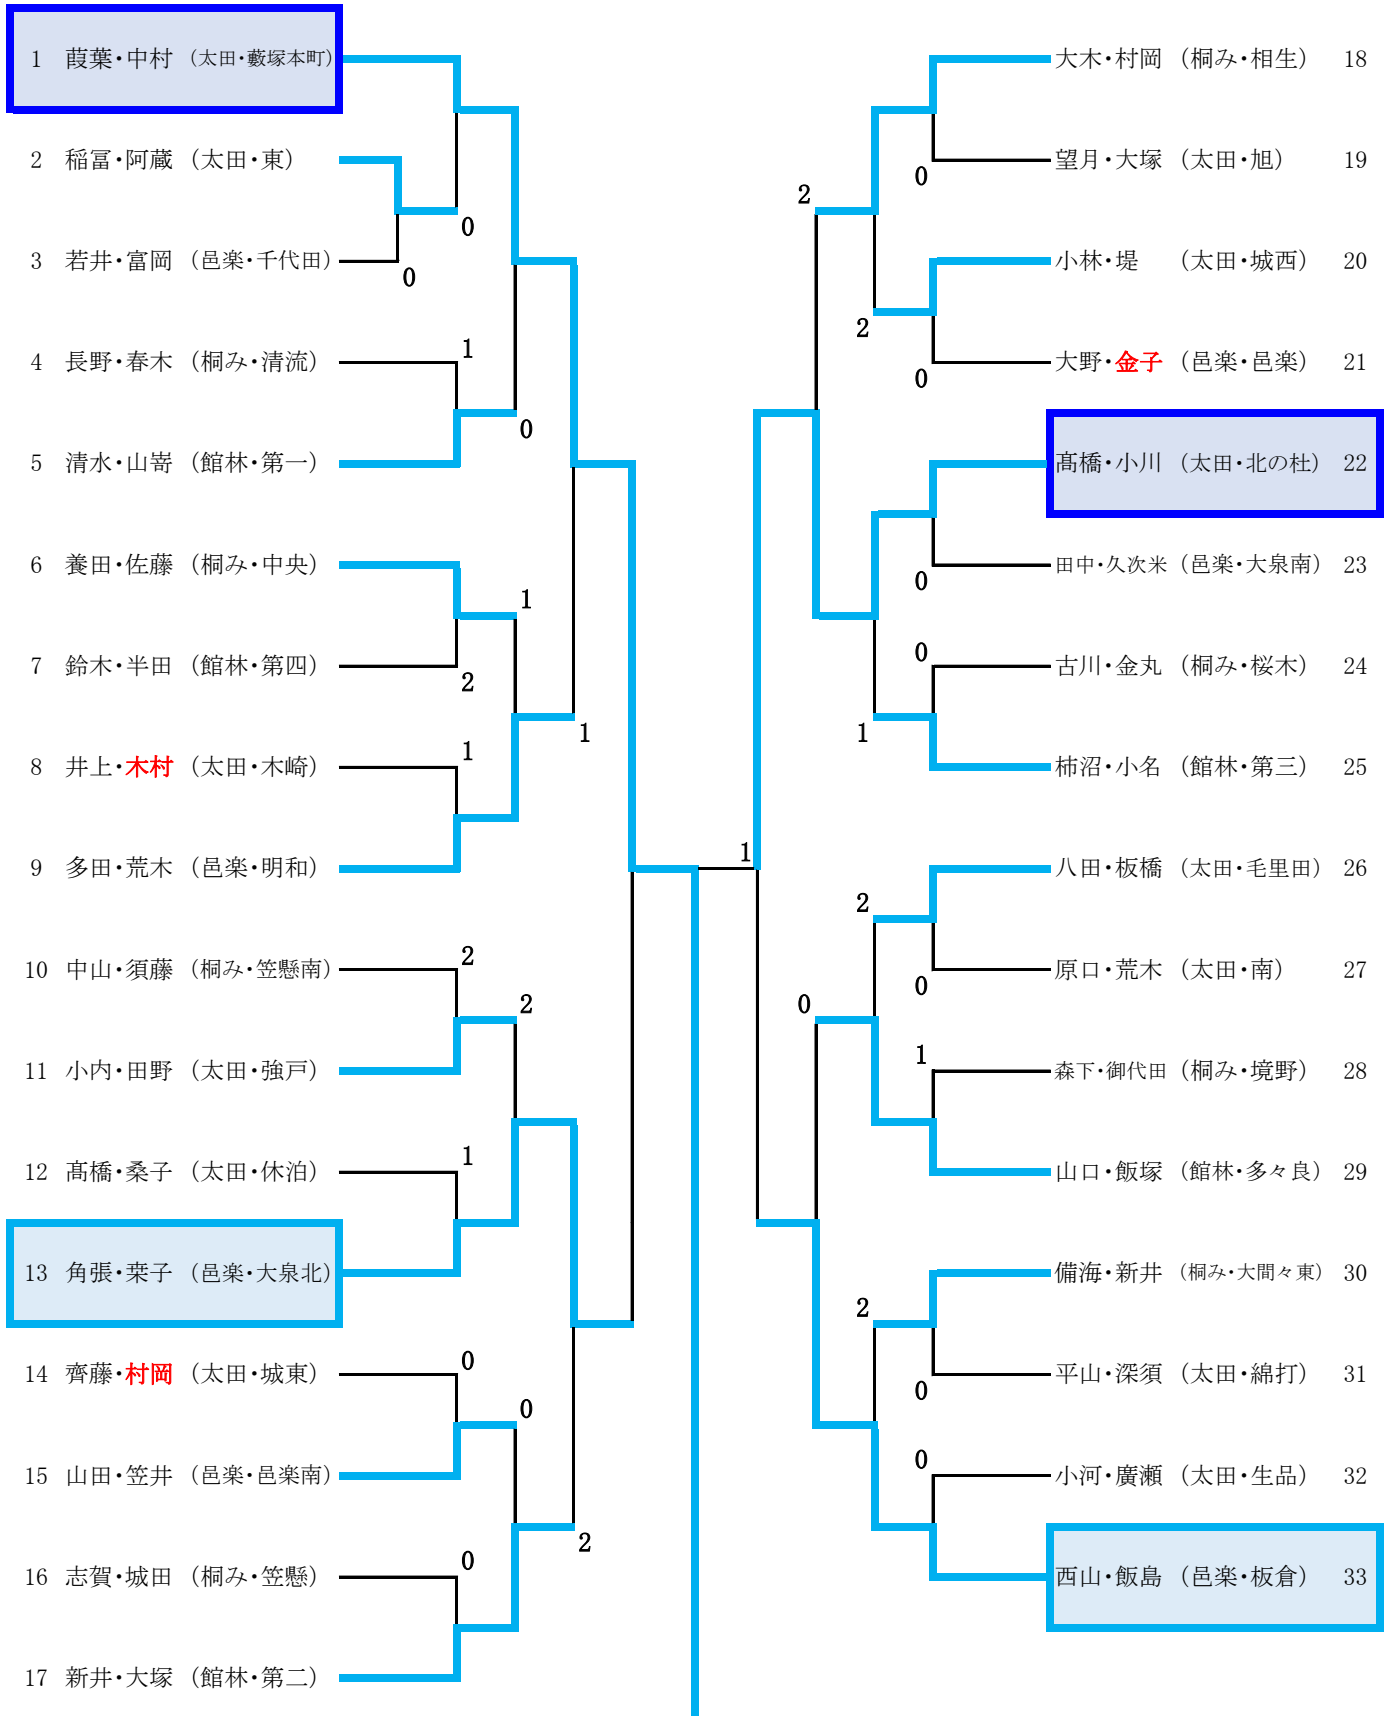 1 葭葉・中村 （太田・藪塚本町）
2 稲冨・阿蔵 （太田・東）
0
3 若井・富岡 （邑楽・千代田）
0
4 長野・春木 （桐み・清流）
1
0
5 清水・山嵜 （館林・第一）
6 養田・佐藤 （桐み・中央）
1
7 鈴木・半田 （館林・第四）
2
8 井上・木村 （太田・木崎）
1
1
9 多田・荒木 （邑楽・明和）
10 中山・須藤 （桐み・笠懸南）
2
2
11 小内・田野 （太田・強戸）
12 髙橋・桑子 （太田・休泊）
1
13 角張・桒子 （邑楽・大泉北）
14 齊藤・村岡 （太田・城東）
0
0
15 山田・笠井 （邑楽・邑楽南）
2
16 志賀・城田 （桐み・笠懸）
0
17 新井・大塚 （館林・第二）
1
大木・村岡 （桐み・相生） 18
望月・大塚 （太田・旭） 19
0
2
小林・堤 （太田・城西） 20
2
大野・金子 （邑楽・邑楽） 21
0
髙橋・小川 （太田・北の杜） 22
田中・久次米 （邑楽・大泉南） 23
0
古川・金丸 （桐み・桜木） 24
0
1
柿沼・小名 （館林・第三） 25
八田・板橋 （太田・毛里田） 26
2
原口・荒木 （太田・南） 27
0
0
森下・御代田 （桐み・境野） 28
1
山口・飯塚 （館林・多々良） 29
備海・新井 （桐み・大間々東） 30
2
平山・深須 （太田・綿打） 31
0
小河・廣瀬 （太田・生品） 32
0
西山・飯島 （邑楽・板倉） 33